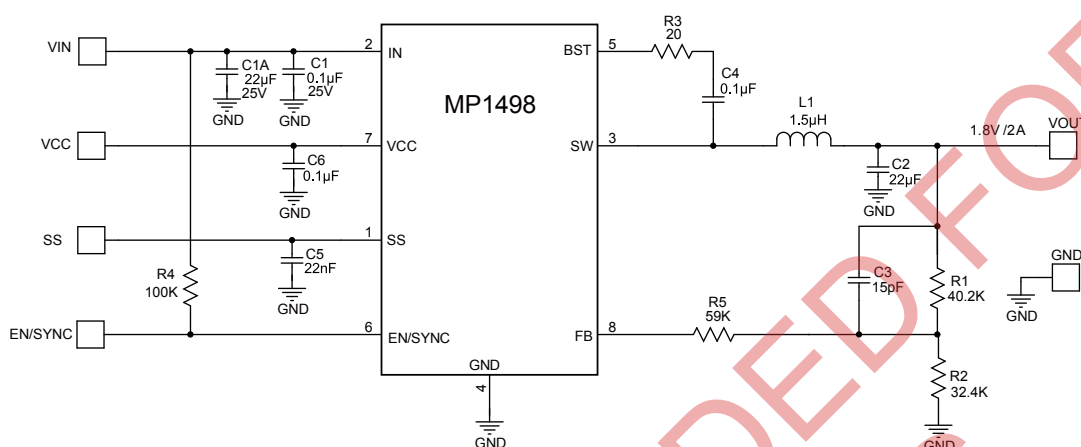 VIN
VCC
SS
EN/SYNC
R4
100K
C1A
22µF
25V
GND
C1
0.1µF
25V
GND
C6
0.1µF
GND
C5
22nF
GND
2
IN
7
VCC
1
SS
6
EN/SYNC
MP1498
GND
4
GND
BST
5
SW
3
FB
8
R3
20
C4
0.1µF
L1
1.5µH
1.8V /2A
VOUT
C2
22µF
GND
C3
15pF
R1
40.2K
R5
59K
R2
32.4K
GND
GND
GND
DED FO